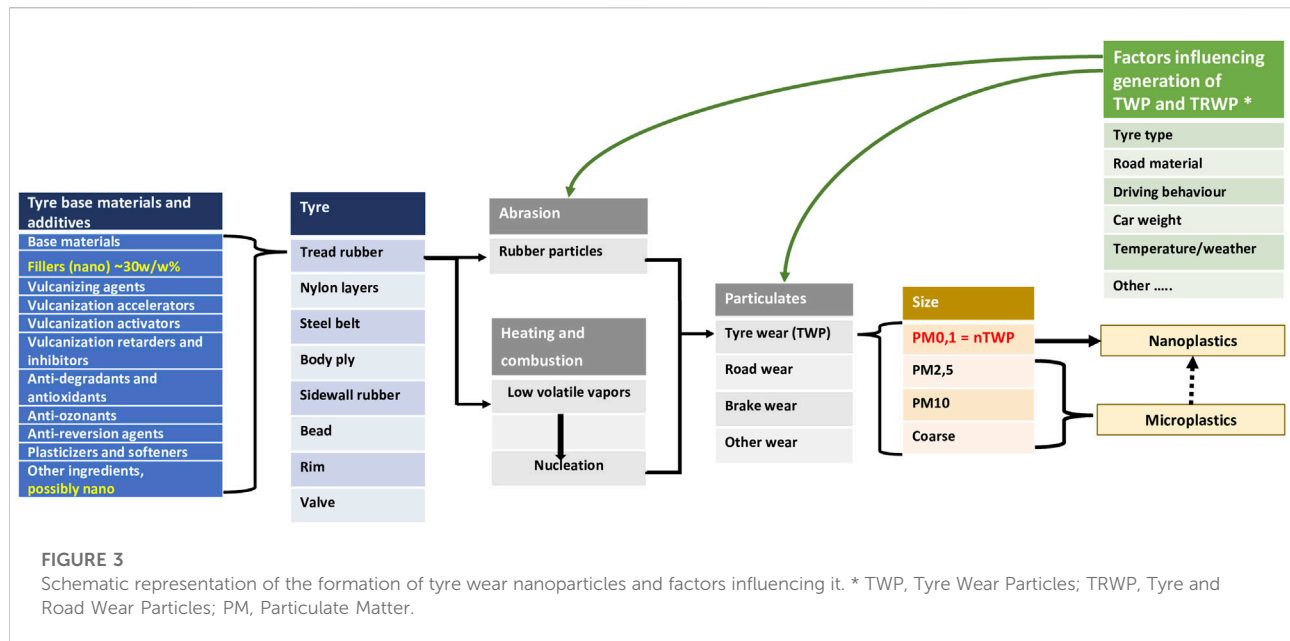 Tyre base materials and
additives
Base materials
Fillers (nano) ~30w/w%
Vulcanizing agents
Vulcanization accelerators
Vulcanization activators
Vulcanization retarders and
inhibitors
Anti-degradants and
antioxidants
Anti-ozonants
Anti-reversion agents
Plasticizers and softeners
Other ingredients,
possibly nano
Tyre
Tread rubber
Nylon layers
Steel belt
Body ply
Sidewall rubber
Bead
Rim
Valve
Abrasion
Rubber particles
Heating and
combustion
Low volatile vapors
Nucleation
Particulates
Tyre wear (TWP)
Road wear
Brake wear
Other wear
Size
PM0,1 = nTWP
PM2,5
PM10
Coarse
Factors influencing
generation of
TWP and TRWP *
Tyre type
Road material
Driving behaviour
Car weight
Temperature/weather
Other .....
Nanoplastics
Microplastics
FIGURE 3
Schematic representation of the formation of tyre wear nanoparticles and factors influencing it. * TWP, Tyre Wear Particles; TRWP, Tyre and
Road Wear Particles; PM, Particulate Matter.